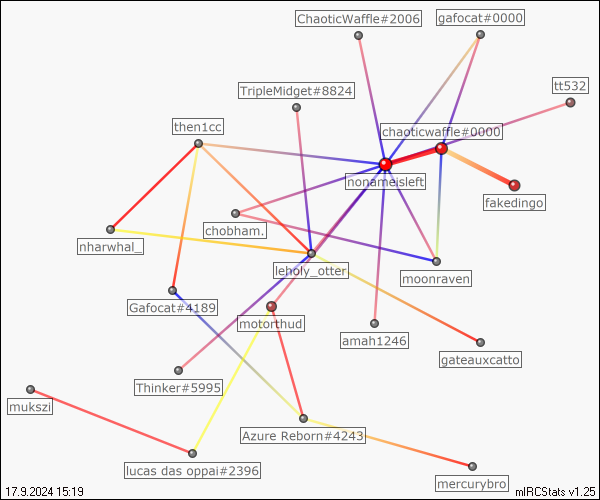 ChaoticWaffle#2006
gafocat#0000
tt532
TripleMidget#8824
then1cc
chaoticwaffle#0000
nonameisleft
fakedingo
chobham.
nharwhal_
leholy_otter
moonraven
Gafocat#4189
motorthud
amah1246
gateauxcatto
Thinker#5995
mukszi
Azure Reborn#4243
lucas das oppai#2396
mercurybro
17.9.2024 15:19
mIRCStats v1.25